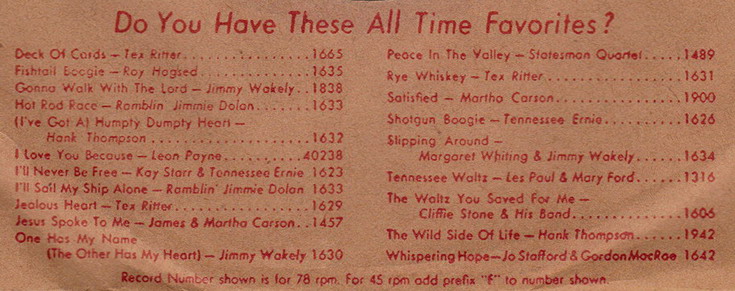 Do You Have These All Time Favorites?
Deck Of Cards — Tex Ritter................1665
Fishtail Boogie — Roy Hogsed..............1635
Gonna Walk With The Lord — Jimmy Wakely..1838
Hot Rod Race — Ramblin Jimmie Dolan.......1633
(I've Got A) Humpty Dumpty Heart —
Hank Thompson.....................1632
I Love You Because — Leon Payne.....40238
I'll Never Be Free — Kay Starr & Tennessee Ernie 1623
I'll Sail My Ship Alone — Ramblin' Jimmie Dolan 1633
Jealous Heart — Tex Ritter................1629
Jesus Spoke To Me — James & Martha Carson..1457
One Has My Name
(The Other Has My Heart) — Jimmy Wakely 1630
Peace In The Valley — Statesman Quartet.....1489
Rye Whiskey — Tex Ritter.................1631
Satisfied — Martha Carson................1900
Shotgun Boogie — Tennessee Ernie.........1626
Slipping Around —
Margaret Whiting & Jimmy Wakely......1634
Tennessee Waltz — Les Paul & Mary Ford....1316
The Waltz You Saved For Me —
Cliffie Stone & His Band..............1606
The Wild Side Of Life — Hank Thompson.....1942
Whispering Hope — Jo Stafford & Gordon MacRae 1642
Record Number shown is for 78 rpm. For 45 rpm add prefix "F" to number shown.